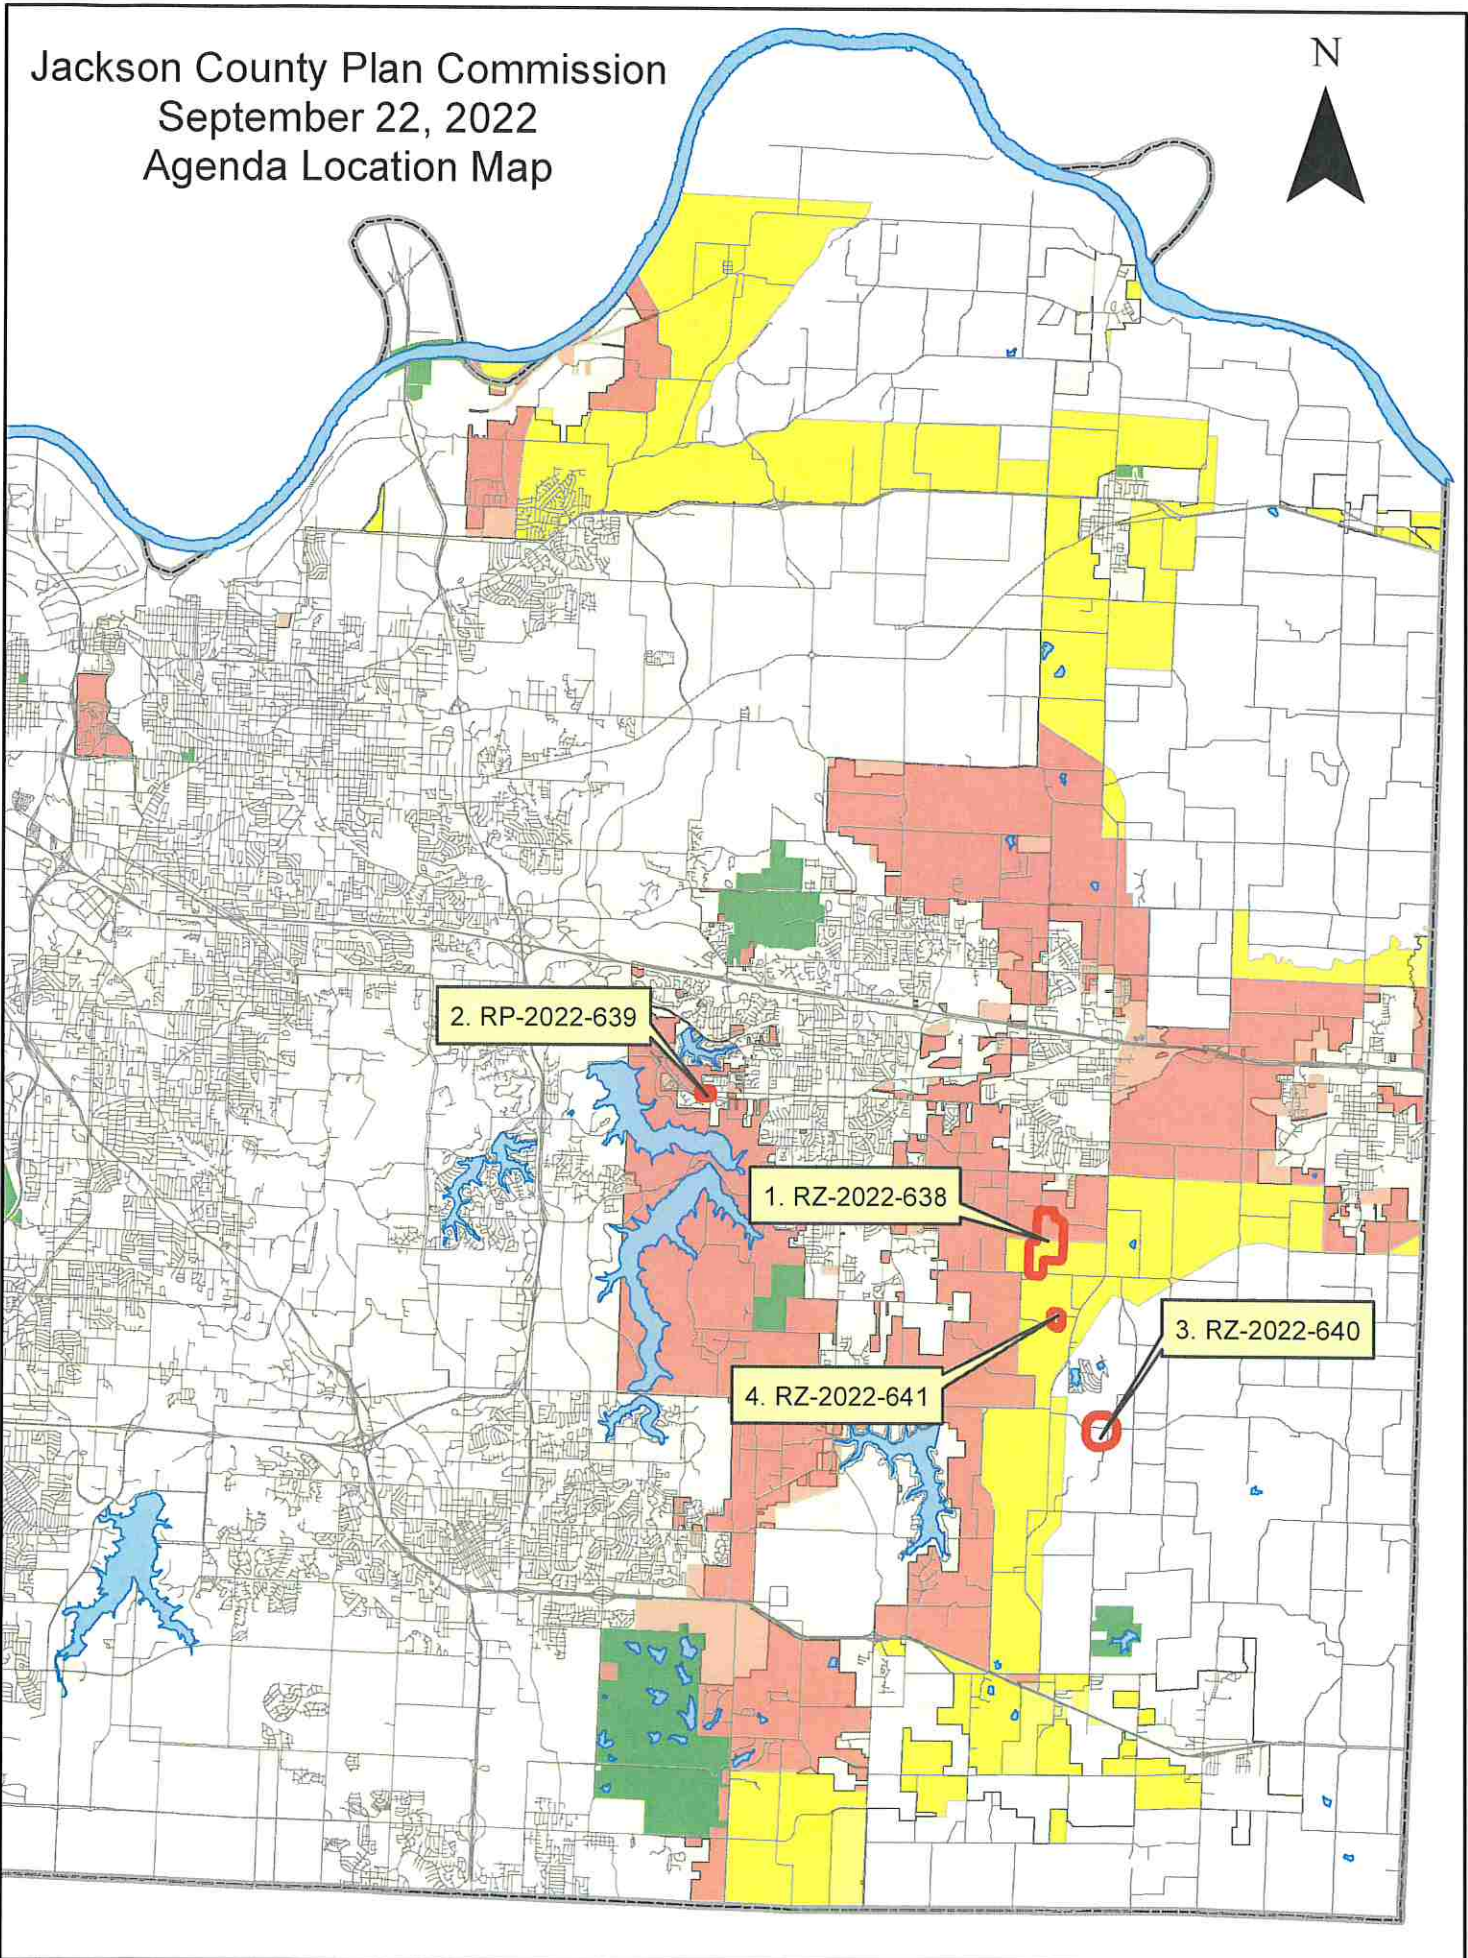 Jackson County Plan Commission
September 22, 2022
Agenda Location Map
N
2. RP-2022-639
1. RZ-2022-638
3. RZ-2022-640
4. RZ-2022-641